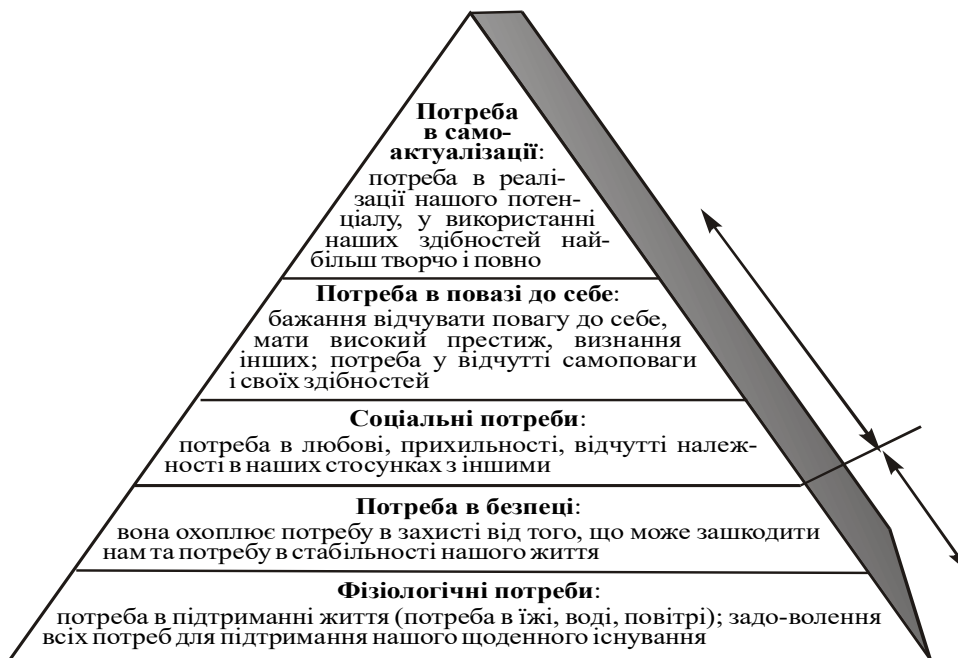 Потреба
в само-
актуалізації:
потреба в реалі-
зації нашого потен-
ціалу, у використанні
наших здібностей най-
більш творчо і повно
Потреба в повазі до себе:
бажання відчувати повагу до себе,
мати високий престиж, визнання
інших; потреба у відчутті самоповаги
і своїх здібностей
Соціальні потреби:
потреба в любові, прихильності, відчутті належ-
ності в наших стосунках з іншими
Потреба в безпеці:
вона охоплює потребу в захисті від того, що може зашкодити
нам та потребу в стабільності нашого життя
Фізіологічні потреби:
потреба в підтриманні життя (потреба в їжі, воді, повітрі); задо-волення
всіх потреб для підтримання нашого щоденного існування